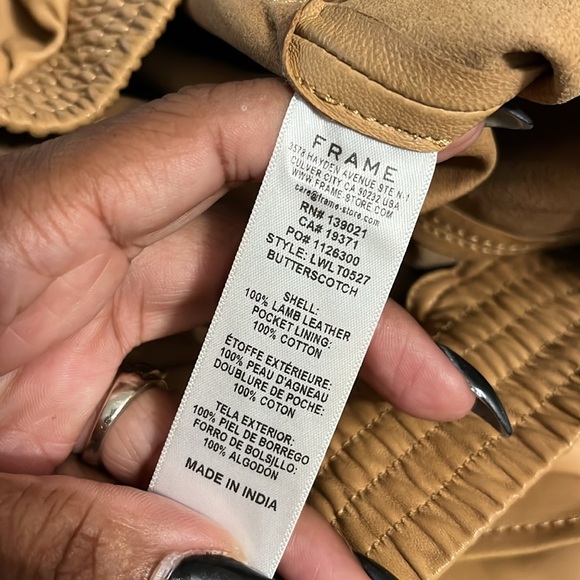 FRAME
3578 HAYDEN AVENUE STE N-1
CULVER CITY CA 90232 USA
WWW.FRAME-STORE.COM
care@frame-store.com
RN# 139021
CA# 19371
PO# 1126300
STYLE: LWLT0527
BUTTERSCOTCH
SHELL:
100% LAMB LEATHER
POCKET LINING:
100% COTTON
ÉTOFFE EXTÉRIEURE:
100% PEAU D'AGNEAU
DOUBLURE DE POCHE:
100% COTON
TELA EXTERIOR:
100% PIEL DE BORREGO
FORRO DE BOLSILLO:
100% ALGODON
MADE IN INDIA